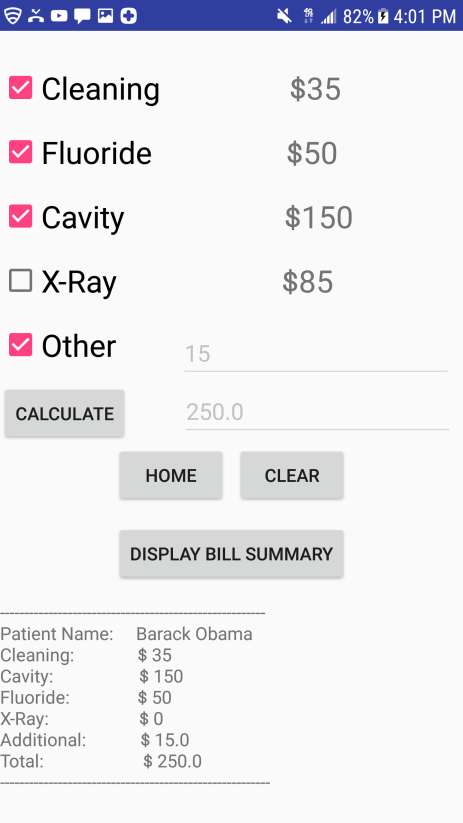 82% 4:01 PM
Cleaning $35
Fluoride $50
Cavity $150
X-Ray $85
Other 15
CALCULATE 250.0
HOME CLEAR
DISPLAY BILL SUMMARY
------------------------------------------------------
Patient Name: Barack Obama
Cleaning: $ 35
Cavity: $ 150
Fluoride: $ 50
X-Ray: $ 0
Additional: $ 15.0
Total: $ 250.0
-------------------------------------------------------